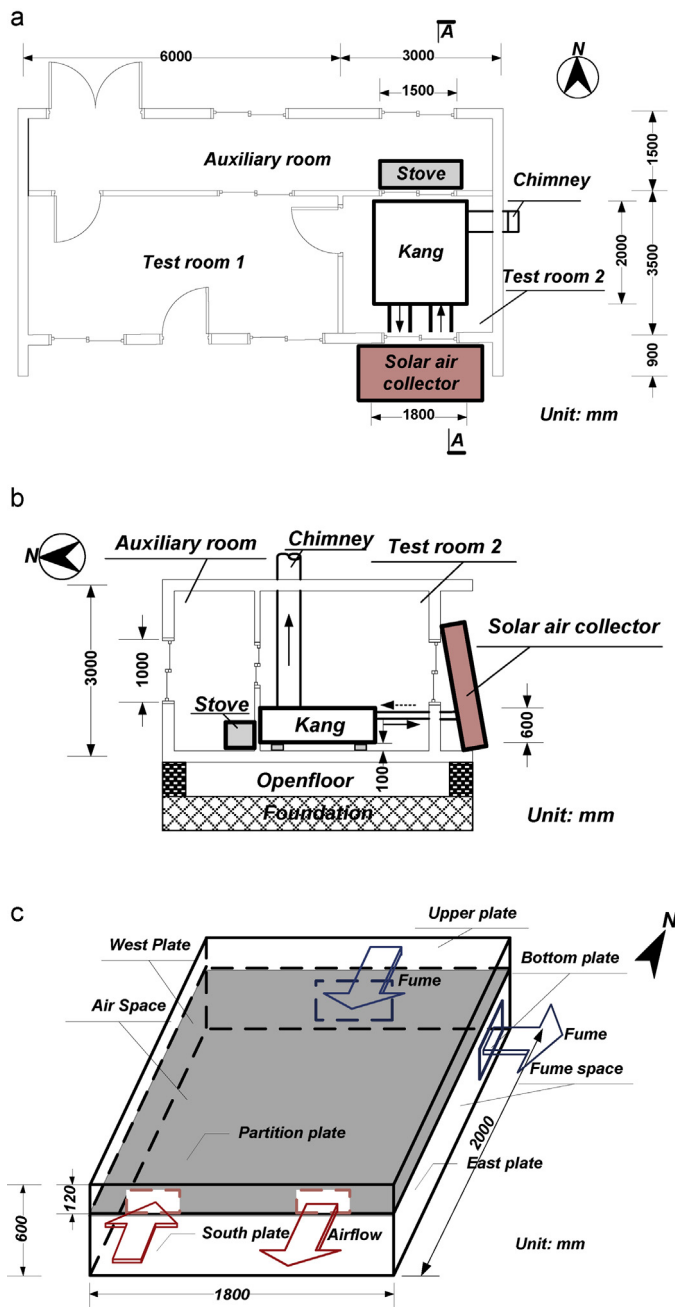 a
A
6000
3000
N
1500
Auxiliary room
Stove
1500
Chimney
Kang
Test room 1
2000
3500
Test room 2
Solar air
collector
900
1800
Unit: mm
A
b
N
Auxiliary room
Chimney
Test room 2
Solar air collector
3000
1000
Stove
Kang
600
100
Openfloor
Foundation
Unit: mm
c
Upper plate
N
West Plate
Bottom plate
Air Space
Fume
Fume
Fume space
Partition plate
2000
East plate
120
600
South plate
Airflow
Unit: mm
1800